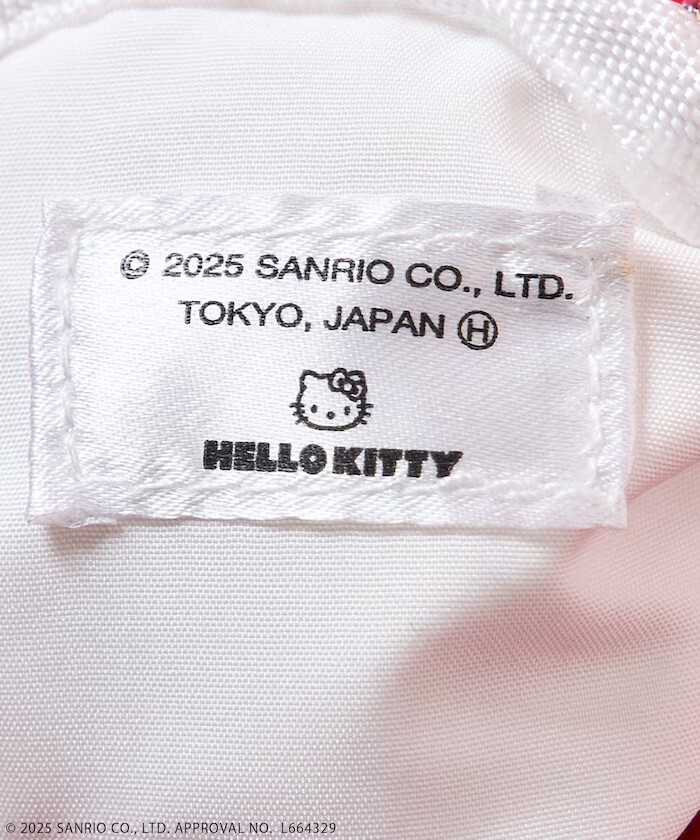 © 2025 SANRIO CO., LTD.
TOKYO, JAPAN Ⓗ
HELLO KITTY
© 2025 SANRIO CO., LTD. APPROVAL NO. L664329